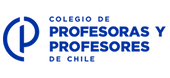 COLEGIO DE
PROFESORAS Y
PROFESORES
DE CHILE